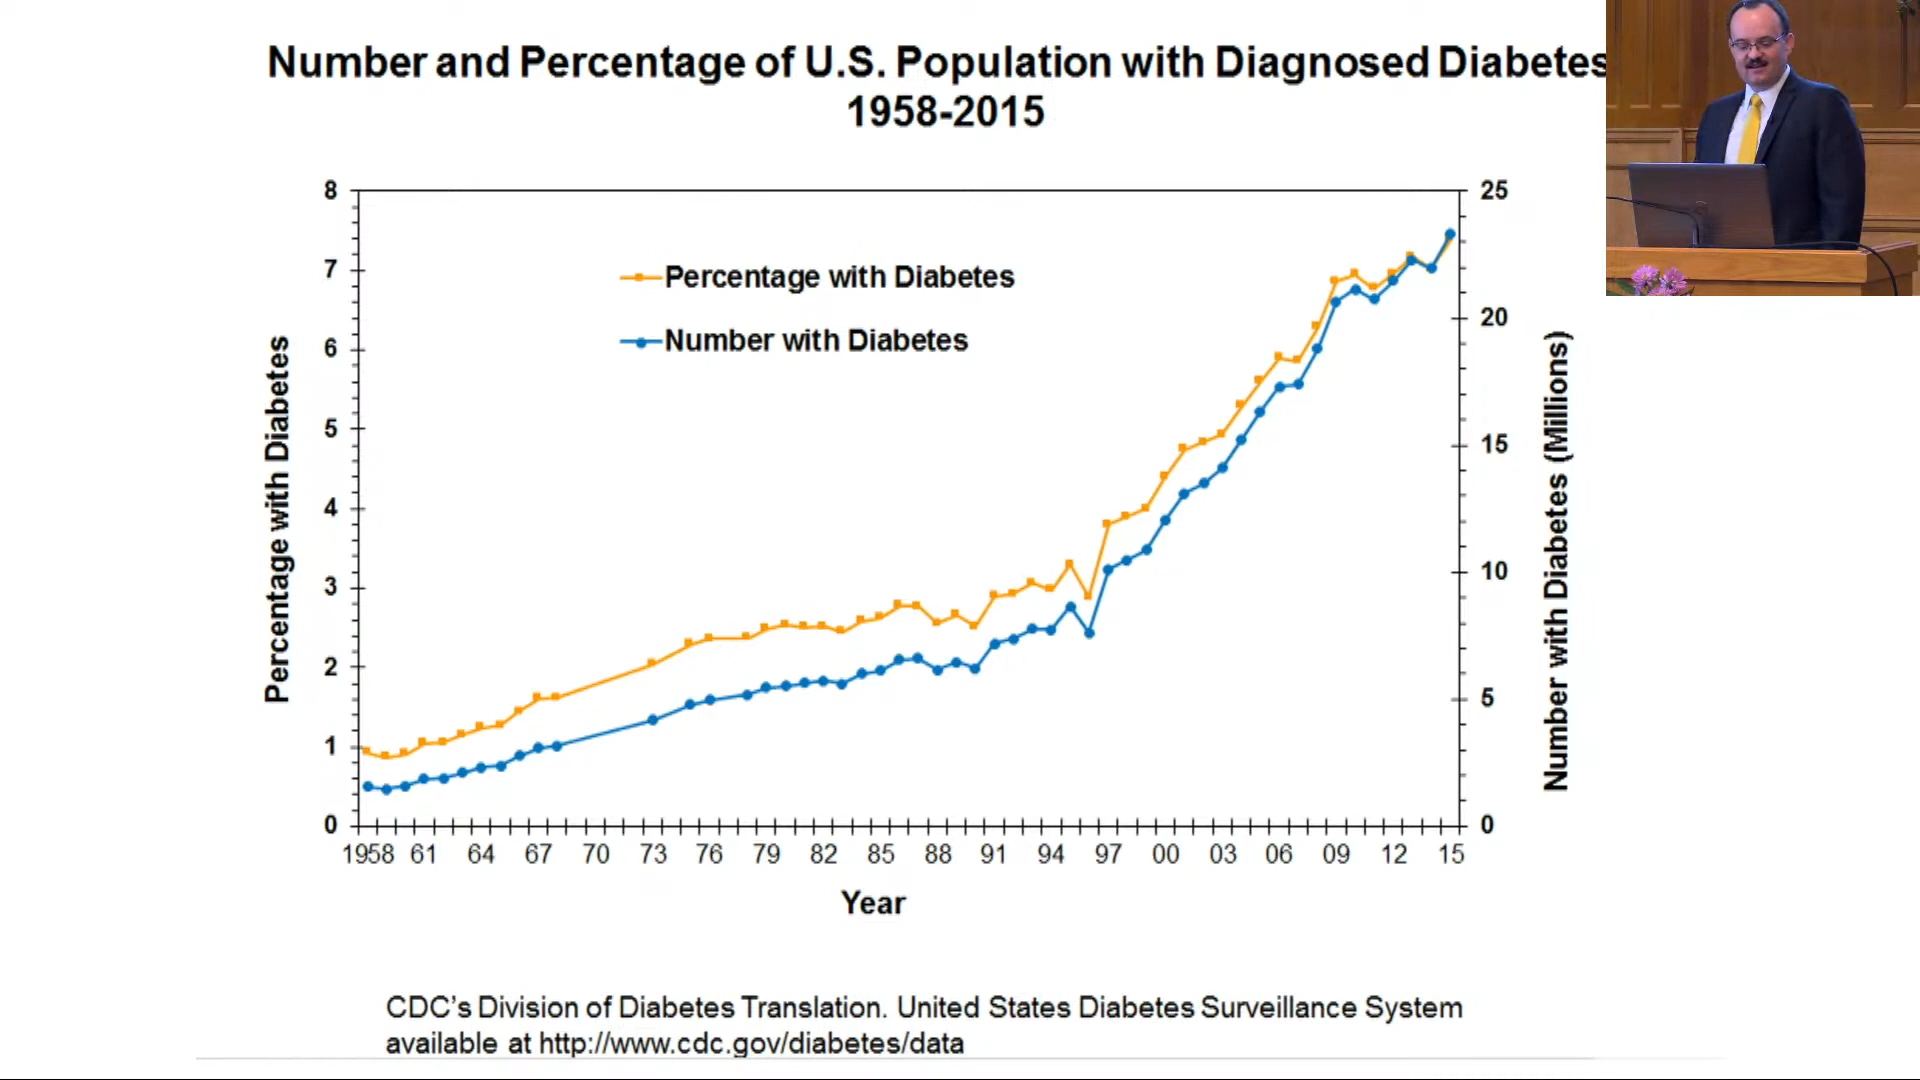 Number and Percentage of U.S. Population with Diagnosed Diabetes
1958-2015
8
7
6
5
4
3
2
1
0
Percentage with Diabetes
Percentage with Diabetes
Number with Diabetes
25
20
15
10
5
0
Number with Diabetes (Millions)
1958 61 64 67 70 73 76 79 82 85 88 91 94 97 00 03 06 09 12 15
Year
CDC’s Division of Diabetes Translation. United States Diabetes Surveillance System
available at http://www.cdc.gov/diabetes/data